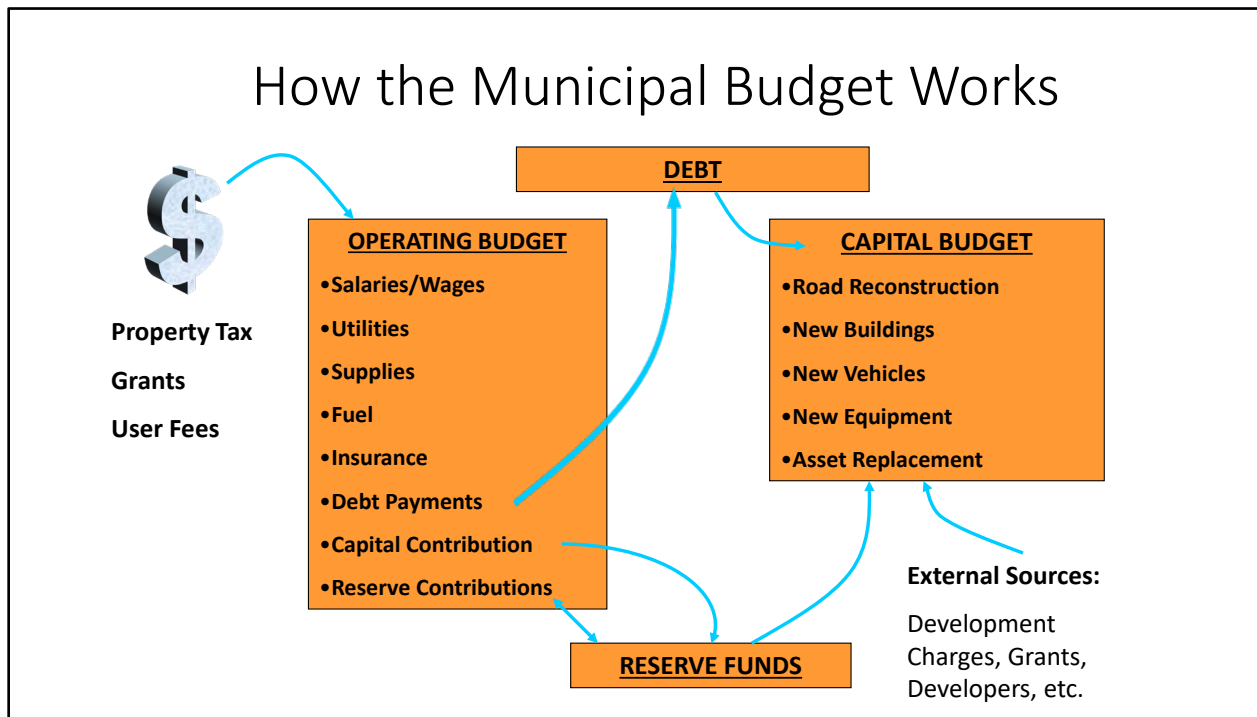 How the Municipal Budget Works
$
Property Tax
Grants
User Fees
OPERATING BUDGET
•Salaries/Wages
•Utilities
•Supplies
•Fuel
•Insurance
•Debt Payments
•Capital Contribution
•Reserve Contributions
DEBT
CAPITAL BUDGET
•Road Reconstruction
•New Buildings
•New Vehicles
•New Equipment
•Asset Replacement
RESERVE FUNDS
External Sources:
Development
Charges, Grants,
Developers, etc.